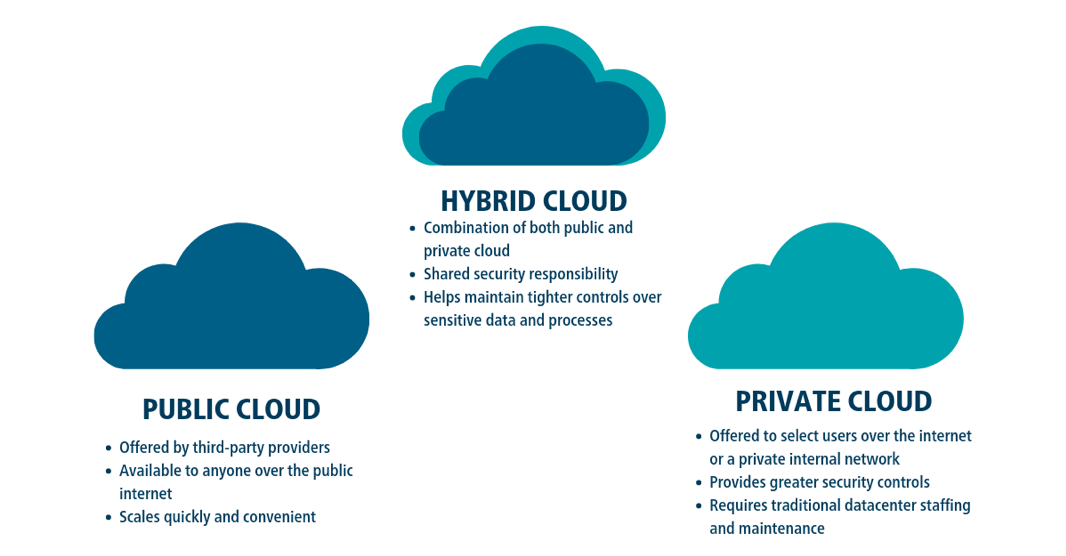 HYBRID CLOUD
• Combination of both public and
private cloud
• Shared security responsibility
• Helps maintain tighter controls over
sensitive data and processes
PUBLIC CLOUD
• Offered by third-party providers
• Available to anyone over the public
internet
• Scales quickly and convenient
PRIVATE CLOUD
• Offered to select users over the internet
or a private internal network
• Provides greater security controls
• Requires traditional datacenter staffing
and maintenance